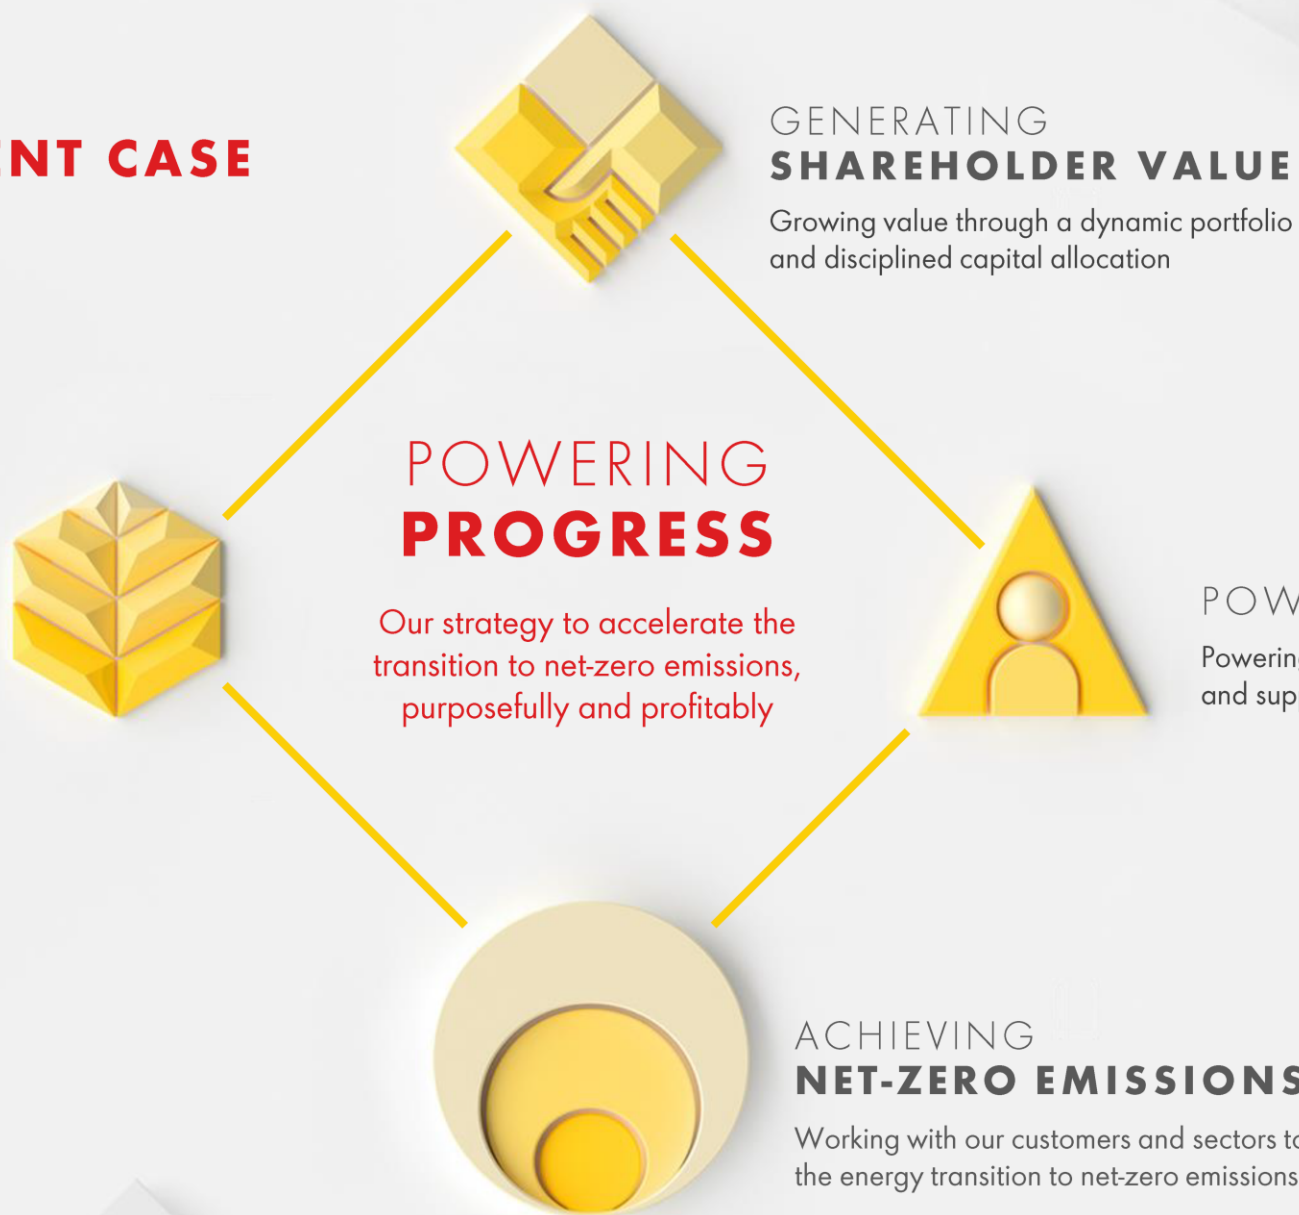 CASE
GENERATING
SHAREHOLDER VALUE
Growing value through a dynamic portfolio
and disciplined capital allocation
POWERING
PROGRESS
Our strategy to accelerate the
transition to net-zero emissions,
purposefully and profitably
and
ACHIEVING
NET-ZERO EMISSIONS
Working with our customers and sectors to
the energy transition to net-zero emissions